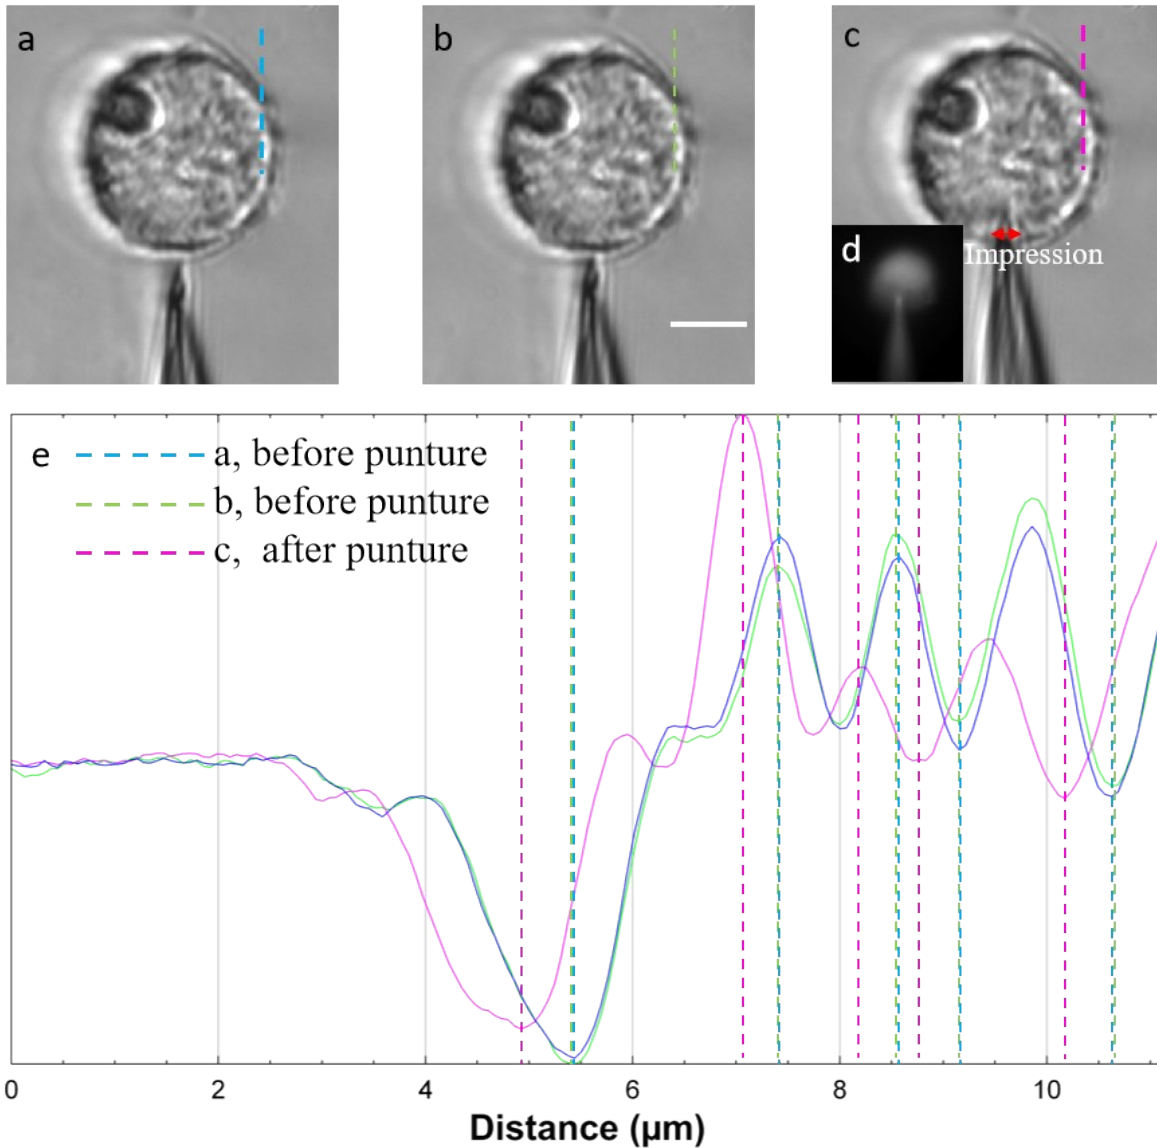 a
b
c
d
Impression
e
a, before punture
b, before punture
c, after punture
0 2 4 6 8 10
Distance (µm)